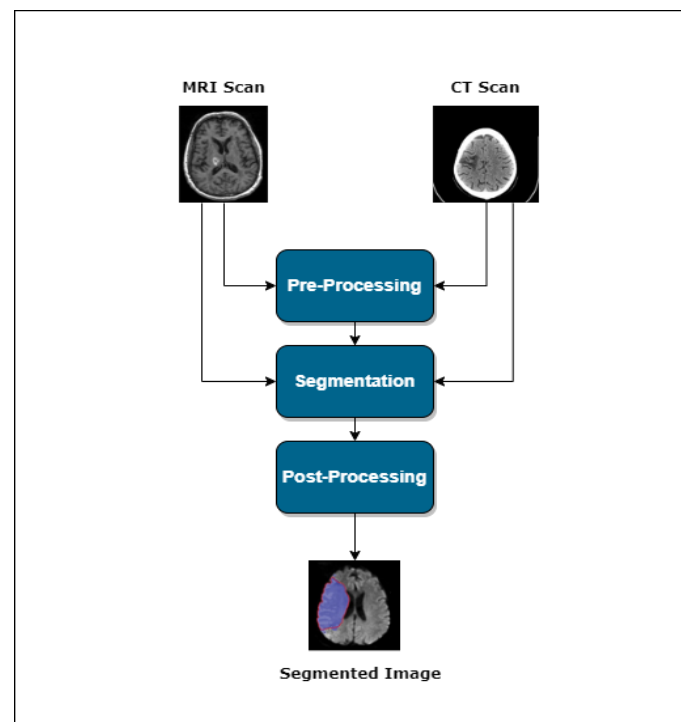 MRI Scan
CT Scan
Pre-Processing
Segmentation
Post-Processing
Segmented Image